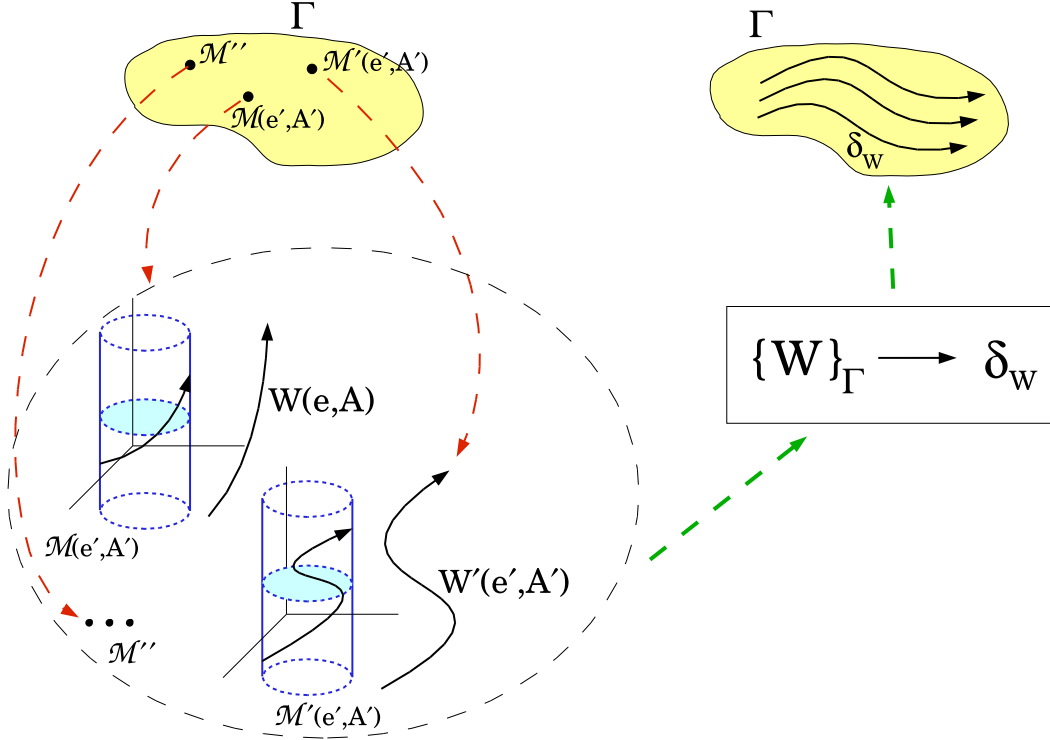 Γ
Γ
ℳ′′
ℳ′(e′,A′)
ℳ(e′,A′)
δ_W
{W}_Γ ⟶ δ_W
W(e,A)
ℳ(e′,A′)
W′(e′,A′)
• • •
ℳ′′
ℳ′(e′,A′)